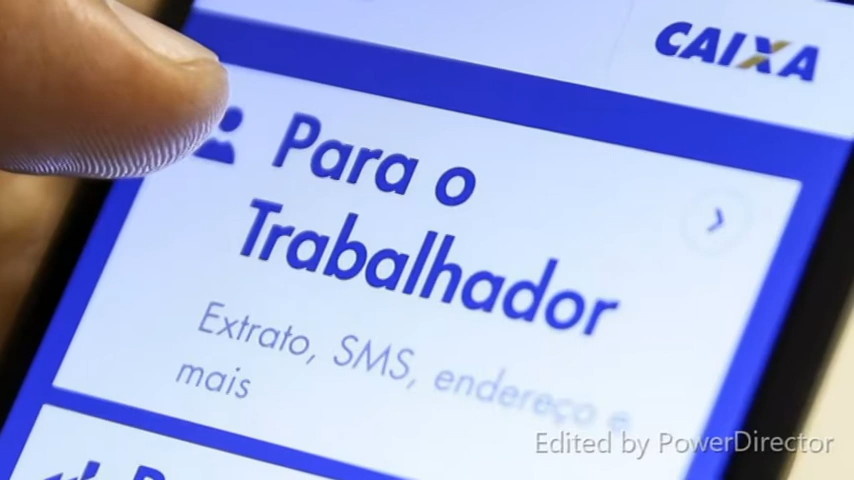 CAIXA
Para o
Trabalhador
Extrato, SMS, endereço e
mais
Edited by PowerDirector